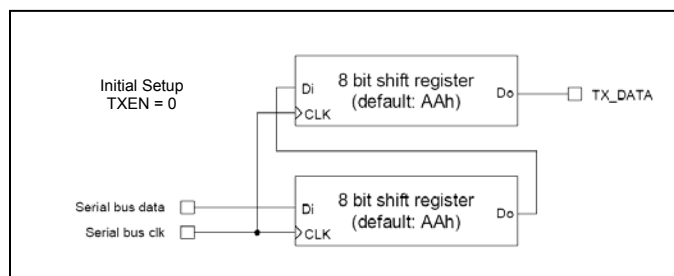 Initial Setup
TXEN = 0
8 bit shift register
(default: AAh)
Di
CLK
Do
TX_DATA
8 bit shift register
(default: AAh)
Di
CLK
Do
Serial bus data
Serial bus clk